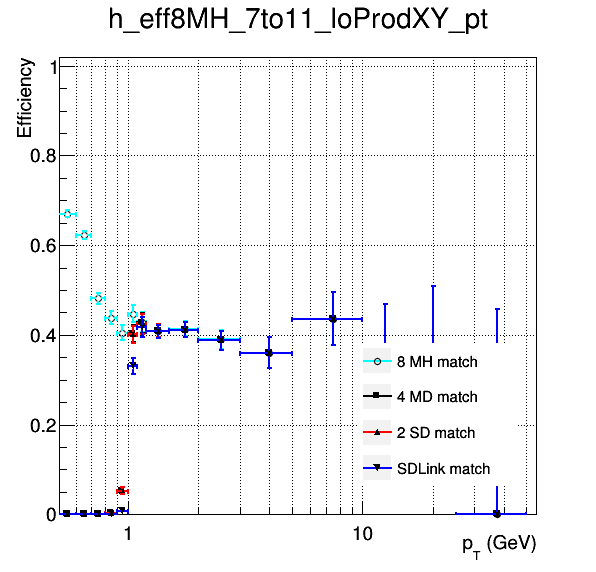 h_eff8MH_7to11_loProdXY_pt
Efficiency
1
0.8
0.6
0.4
0.2
0
8 MH match
4 MD match
2 SD match
SDLink match
1
10
p_T (GeV)